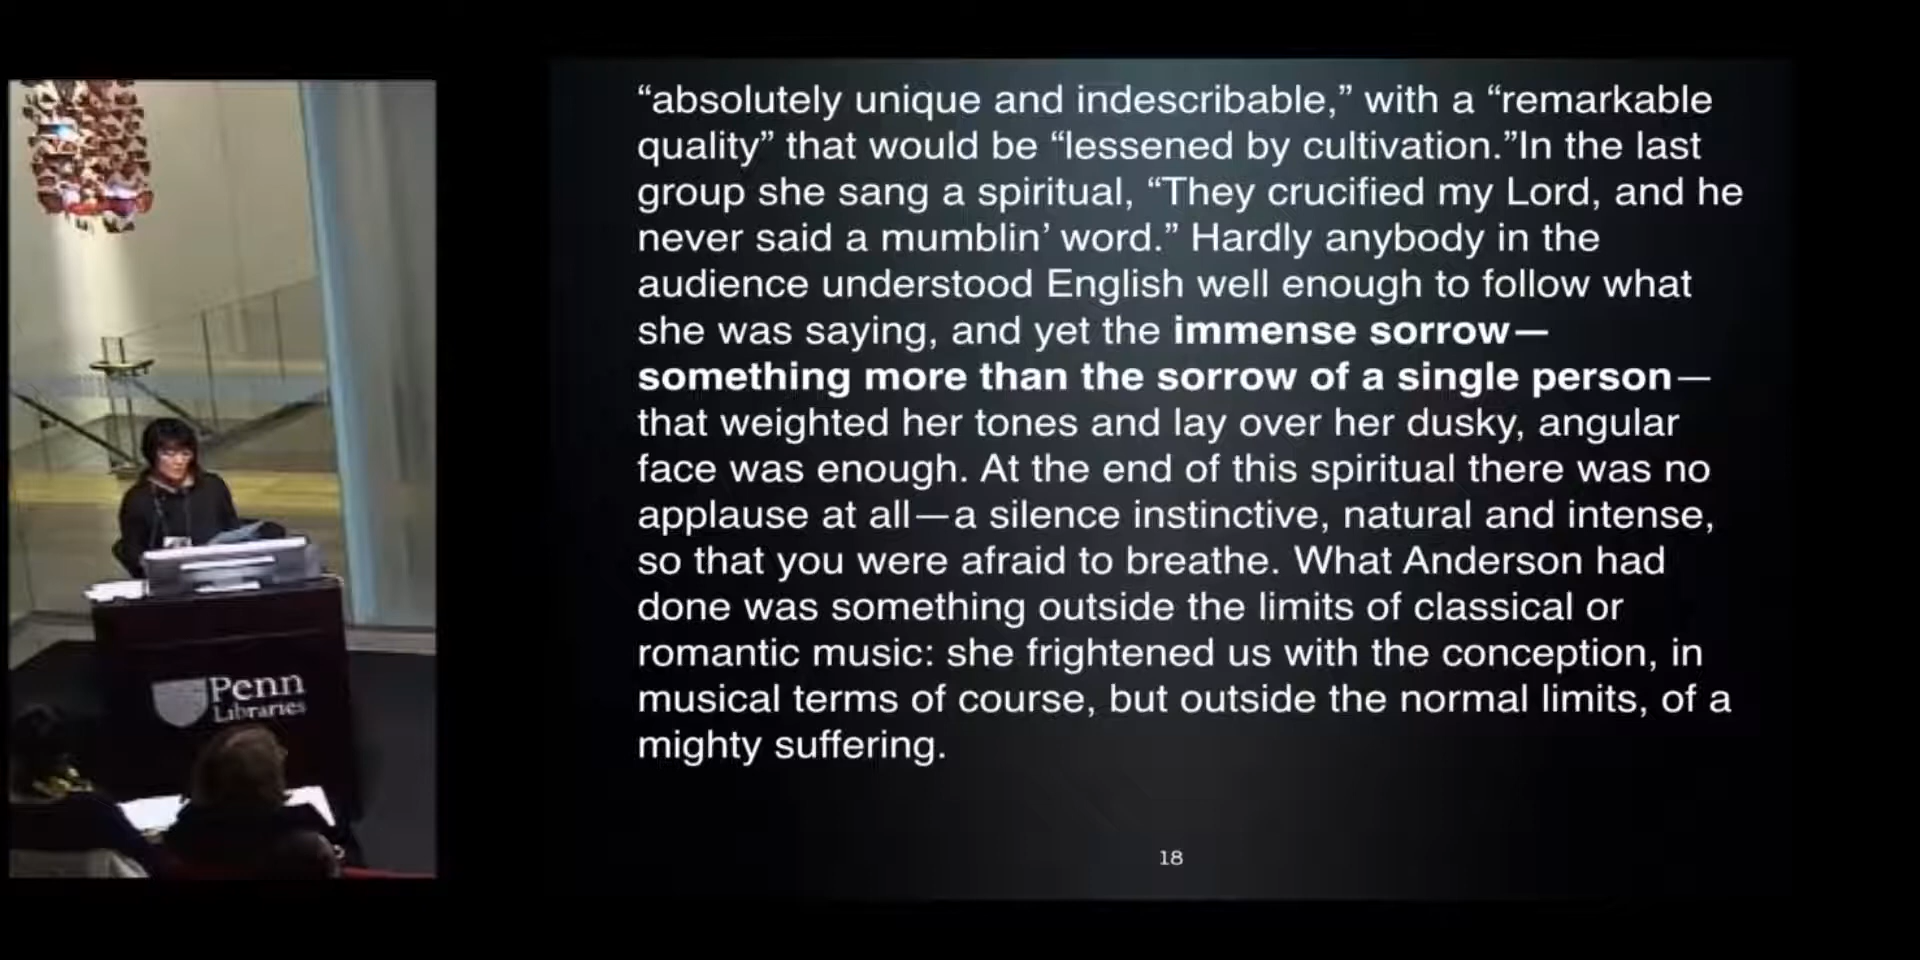 “absolutely unique and indescribable,” with a “remarkable
quality” that would be “lessened by cultivation.”In the last
group she sang a spiritual, “They crucified my Lord, and he
never said a mumblin’ word.” Hardly anybody in the
audience understood English well enough to follow what
she was saying, and yet the immense sorrow—
something more than the sorrow of a single person—
that weighted her tones and lay over her dusky, angular
face was enough. At the end of this spiritual there was no
applause at all—a silence instinctive, natural and intense,
so that you were afraid to breathe. What Anderson had
done was something outside the limits of classical or
romantic music: she frightened us with the conception, in
musical terms of course, but outside the normal limits, of a
mighty suffering.
18
Penn
Libraries